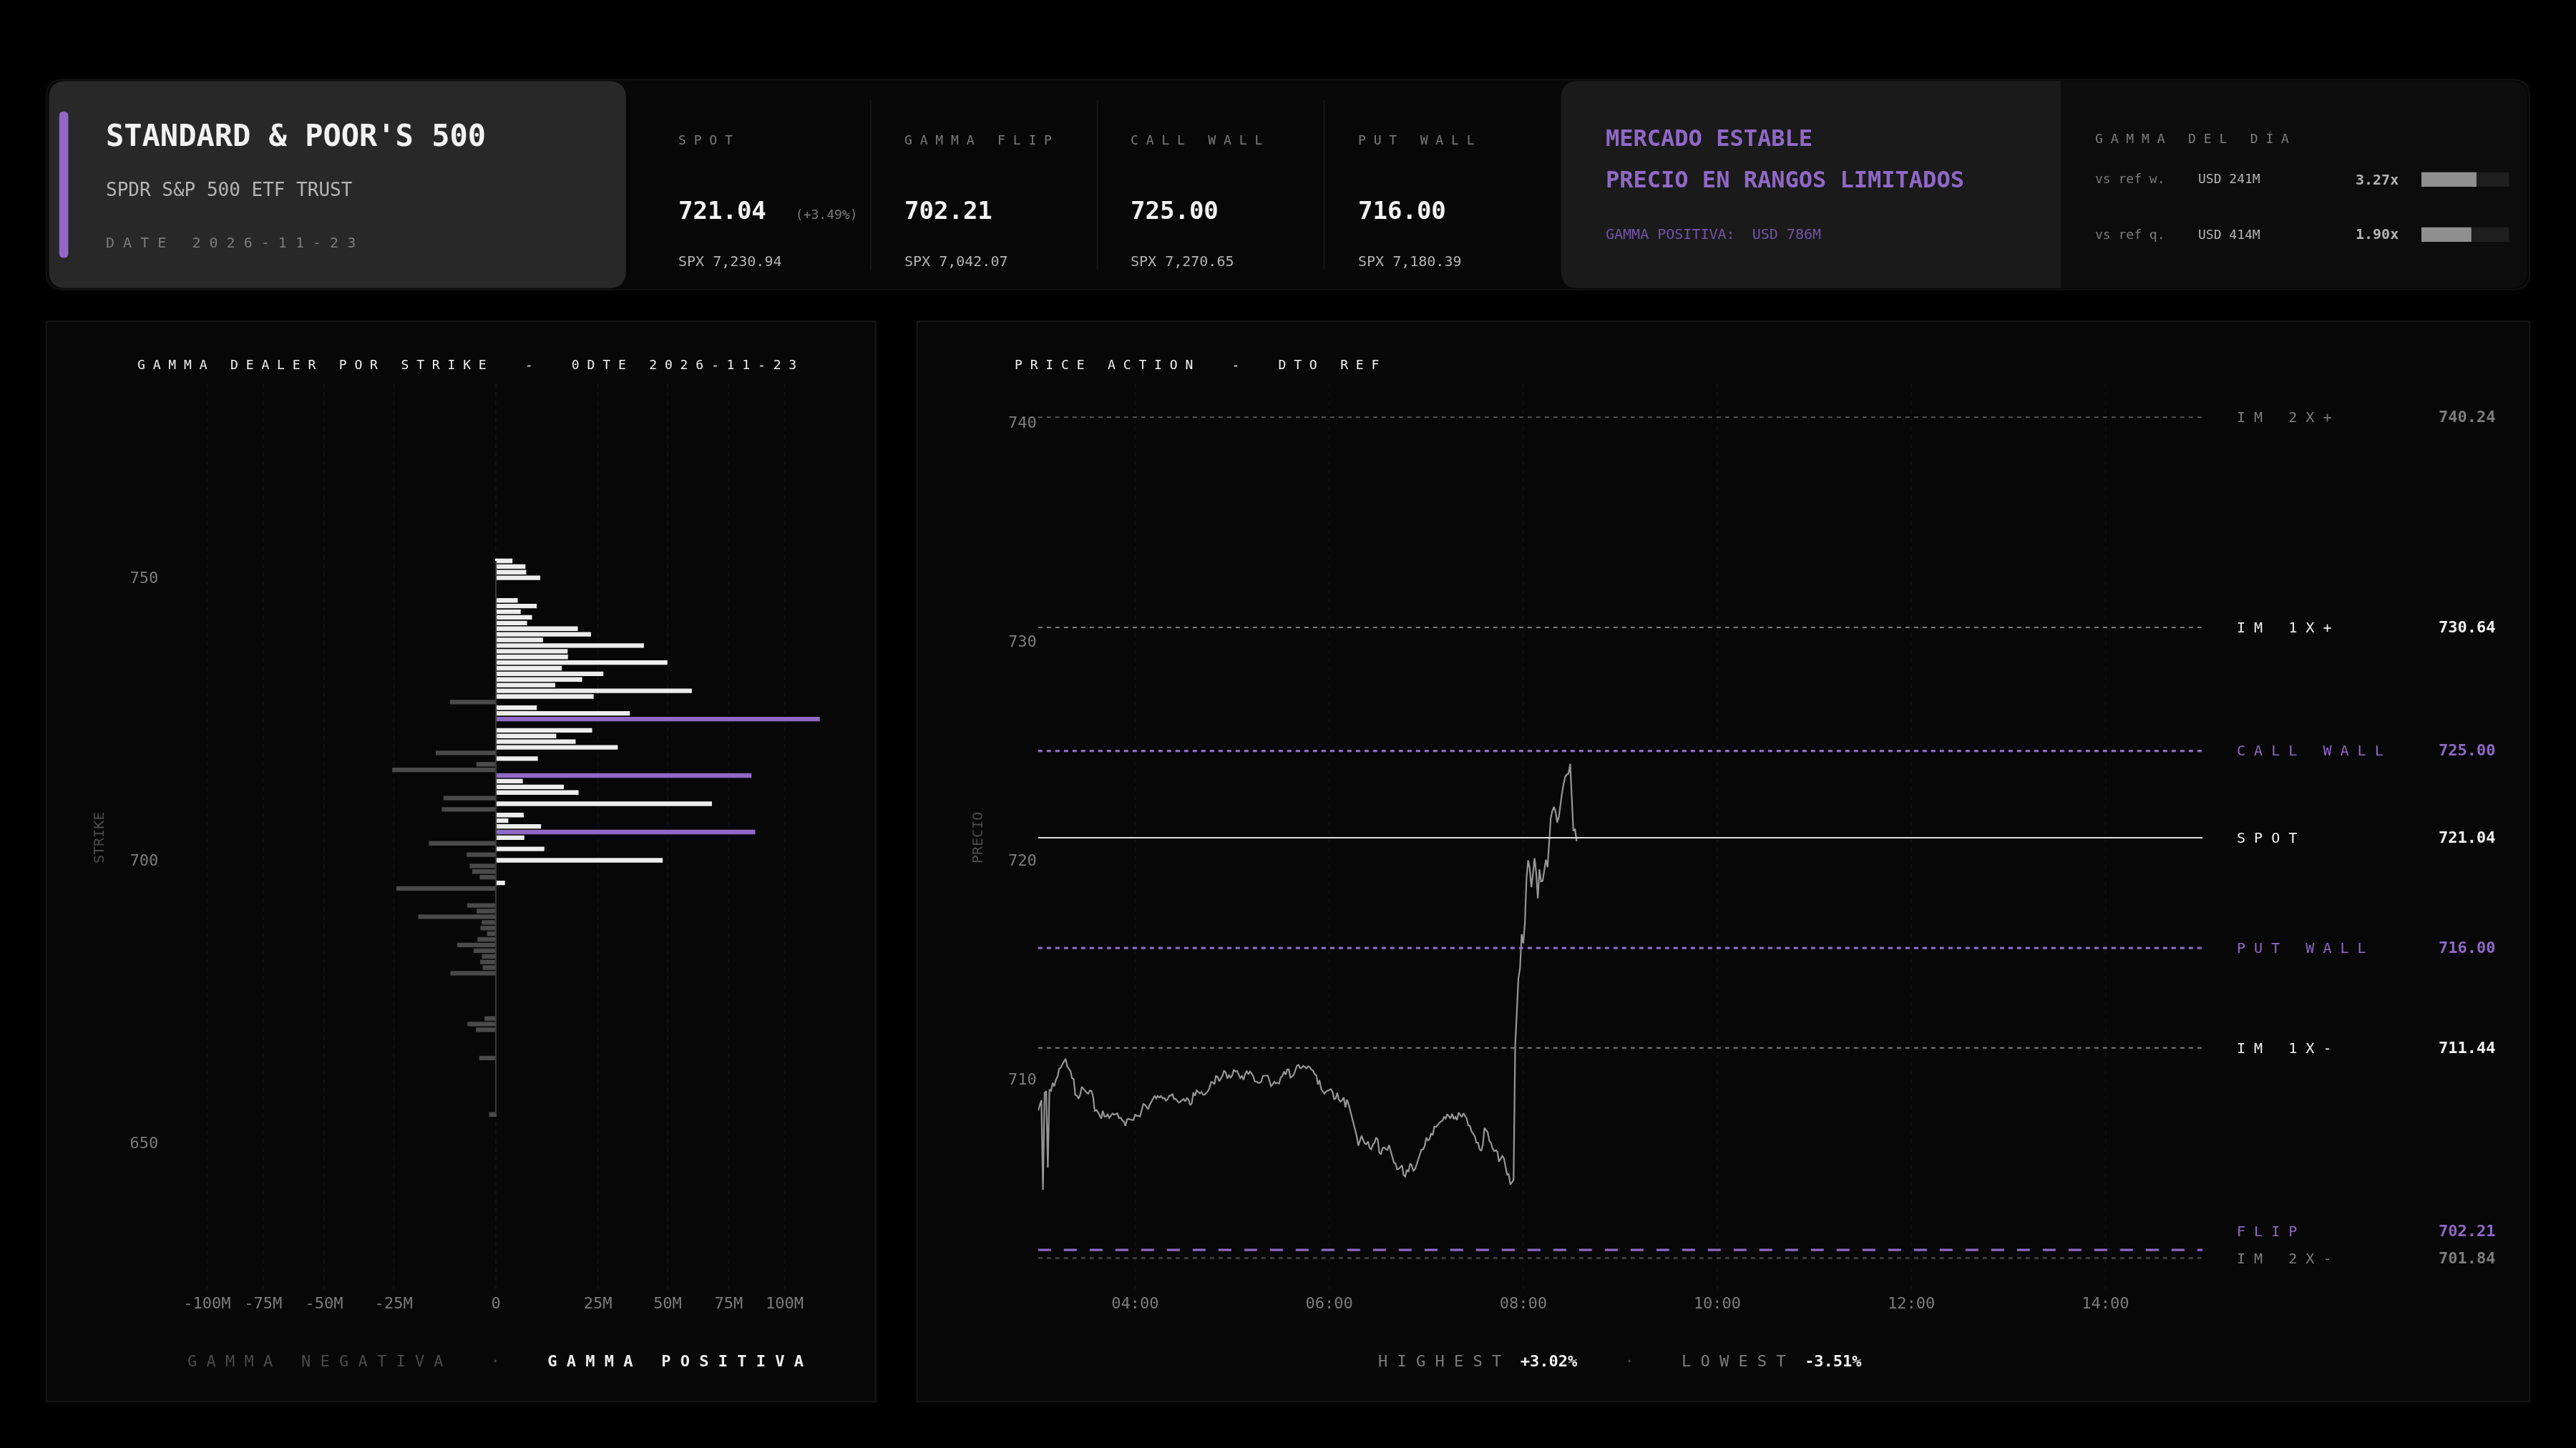 STANDARD & POOR'S 500
SPDR S&P 500 ETF TRUST
DATE 2026-11-23
SPOT
721.04 (+3.49%)
SPX 7,230.94
GAMMA FLIP
702.21
SPX 7,042.07
CALL WALL
725.00
SPX 7,270.65
PUT WALL
716.00
SPX 7,180.39
MERCADO ESTABLE
PRECIO EN RANGOS LIMITADOS
GAMMA POSITIVA: USD 786M
GAMMA DEL DÍA
vs ref w. USD 241M 3.27x
vs ref q. USD 414M 1.90x
GAMMA DEALER POR STRIKE - 0DTE 2026-11-23
STRIKE
750
700
650
-100M -75M -50M -25M 0 25M 50M 75M 100M
GAMMA NEGATIVA · GAMMA POSITIVA
PRICE ACTION - DTO REF
PRECIO
740
730
720
710
IM 2X+ 740.24
IM 1X+ 730.64
CALL WALL 725.00
SPOT 721.04
PUT WALL 716.00
IM 1X- 711.44
FLIP 702.21
IM 2X- 701.84
04:00 06:00 08:00 10:00 12:00 14:00
HIGHEST +3.02% · LOWEST -3.51%